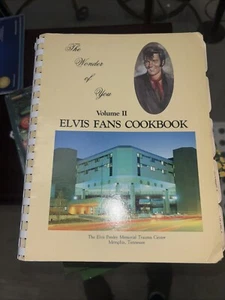 The
Wonder
of
You
Volume II
ELVIS FANS COOKBOOK
The Elvis Presley Memorial Trauma Center
Memphis, Tennessee